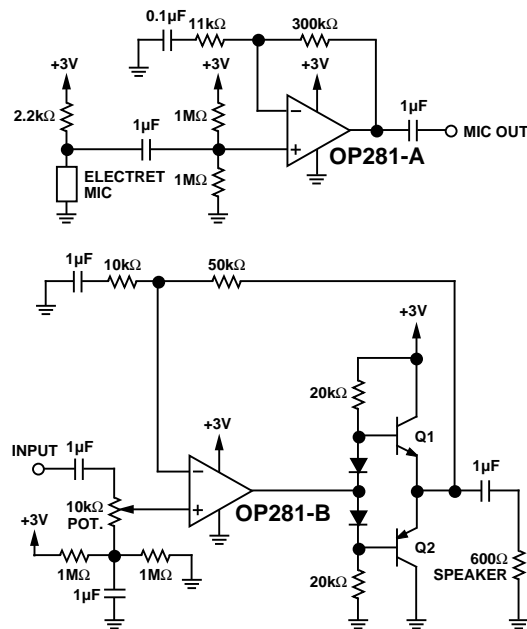 0.1µF
11kΩ
300kΩ
+3V
+3V
+3V
2.2kΩ
1MΩ
1µF
1µF
MIC OUT
OP281-A
ELECTRET
MIC
1MΩ
1µF
10kΩ
50kΩ
+3V
20kΩ
+3V
Q1
INPUT
1µF
1µF
OP281-B
10kΩ
POT.
+3V
Q2
600Ω
SPEAKER
1MΩ
1MΩ
20kΩ
1µF